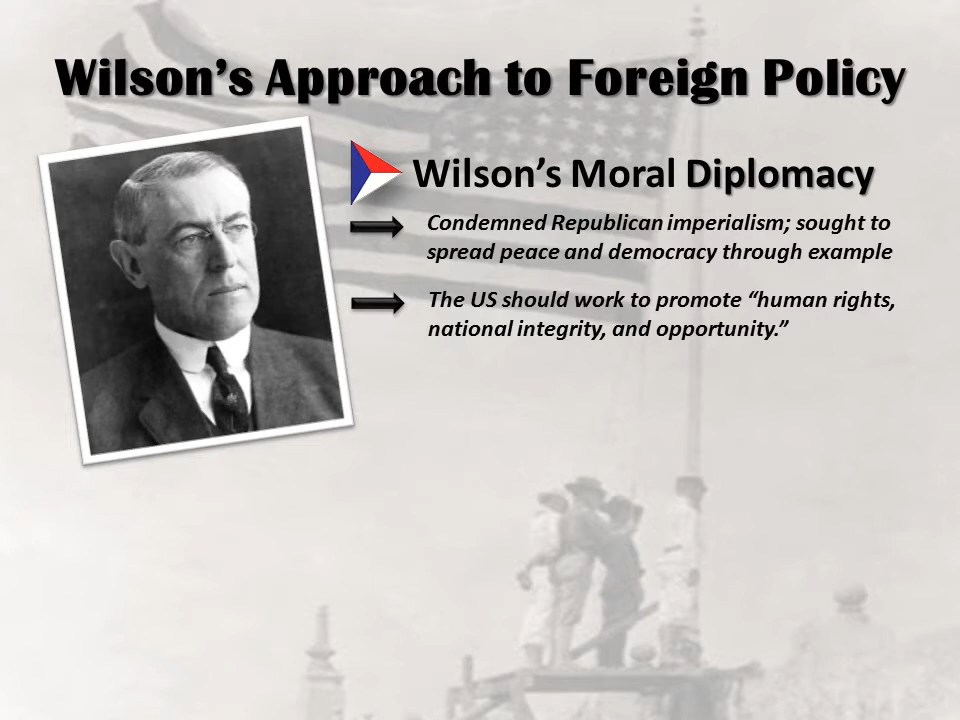 Wilson’s Approach to Foreign Policy
Wilson’s Moral Diplomacy
Condemned Republican imperialism; sought to
spread peace and democracy through example
The US should work to promote “human rights,
national integrity, and opportunity.”